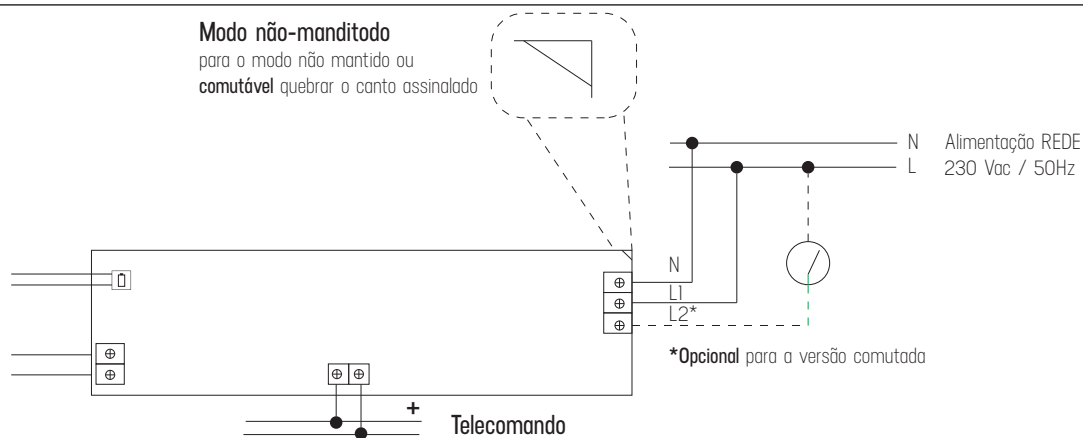 Modo não-manditodo
para o modo não mantido ou
comutável quebrar o canto assinalado
N Alimentação REDE
L 230 Vac / 50Hz
N
L1
L2*
*Opcional para a versão comutada
+
Telecomando